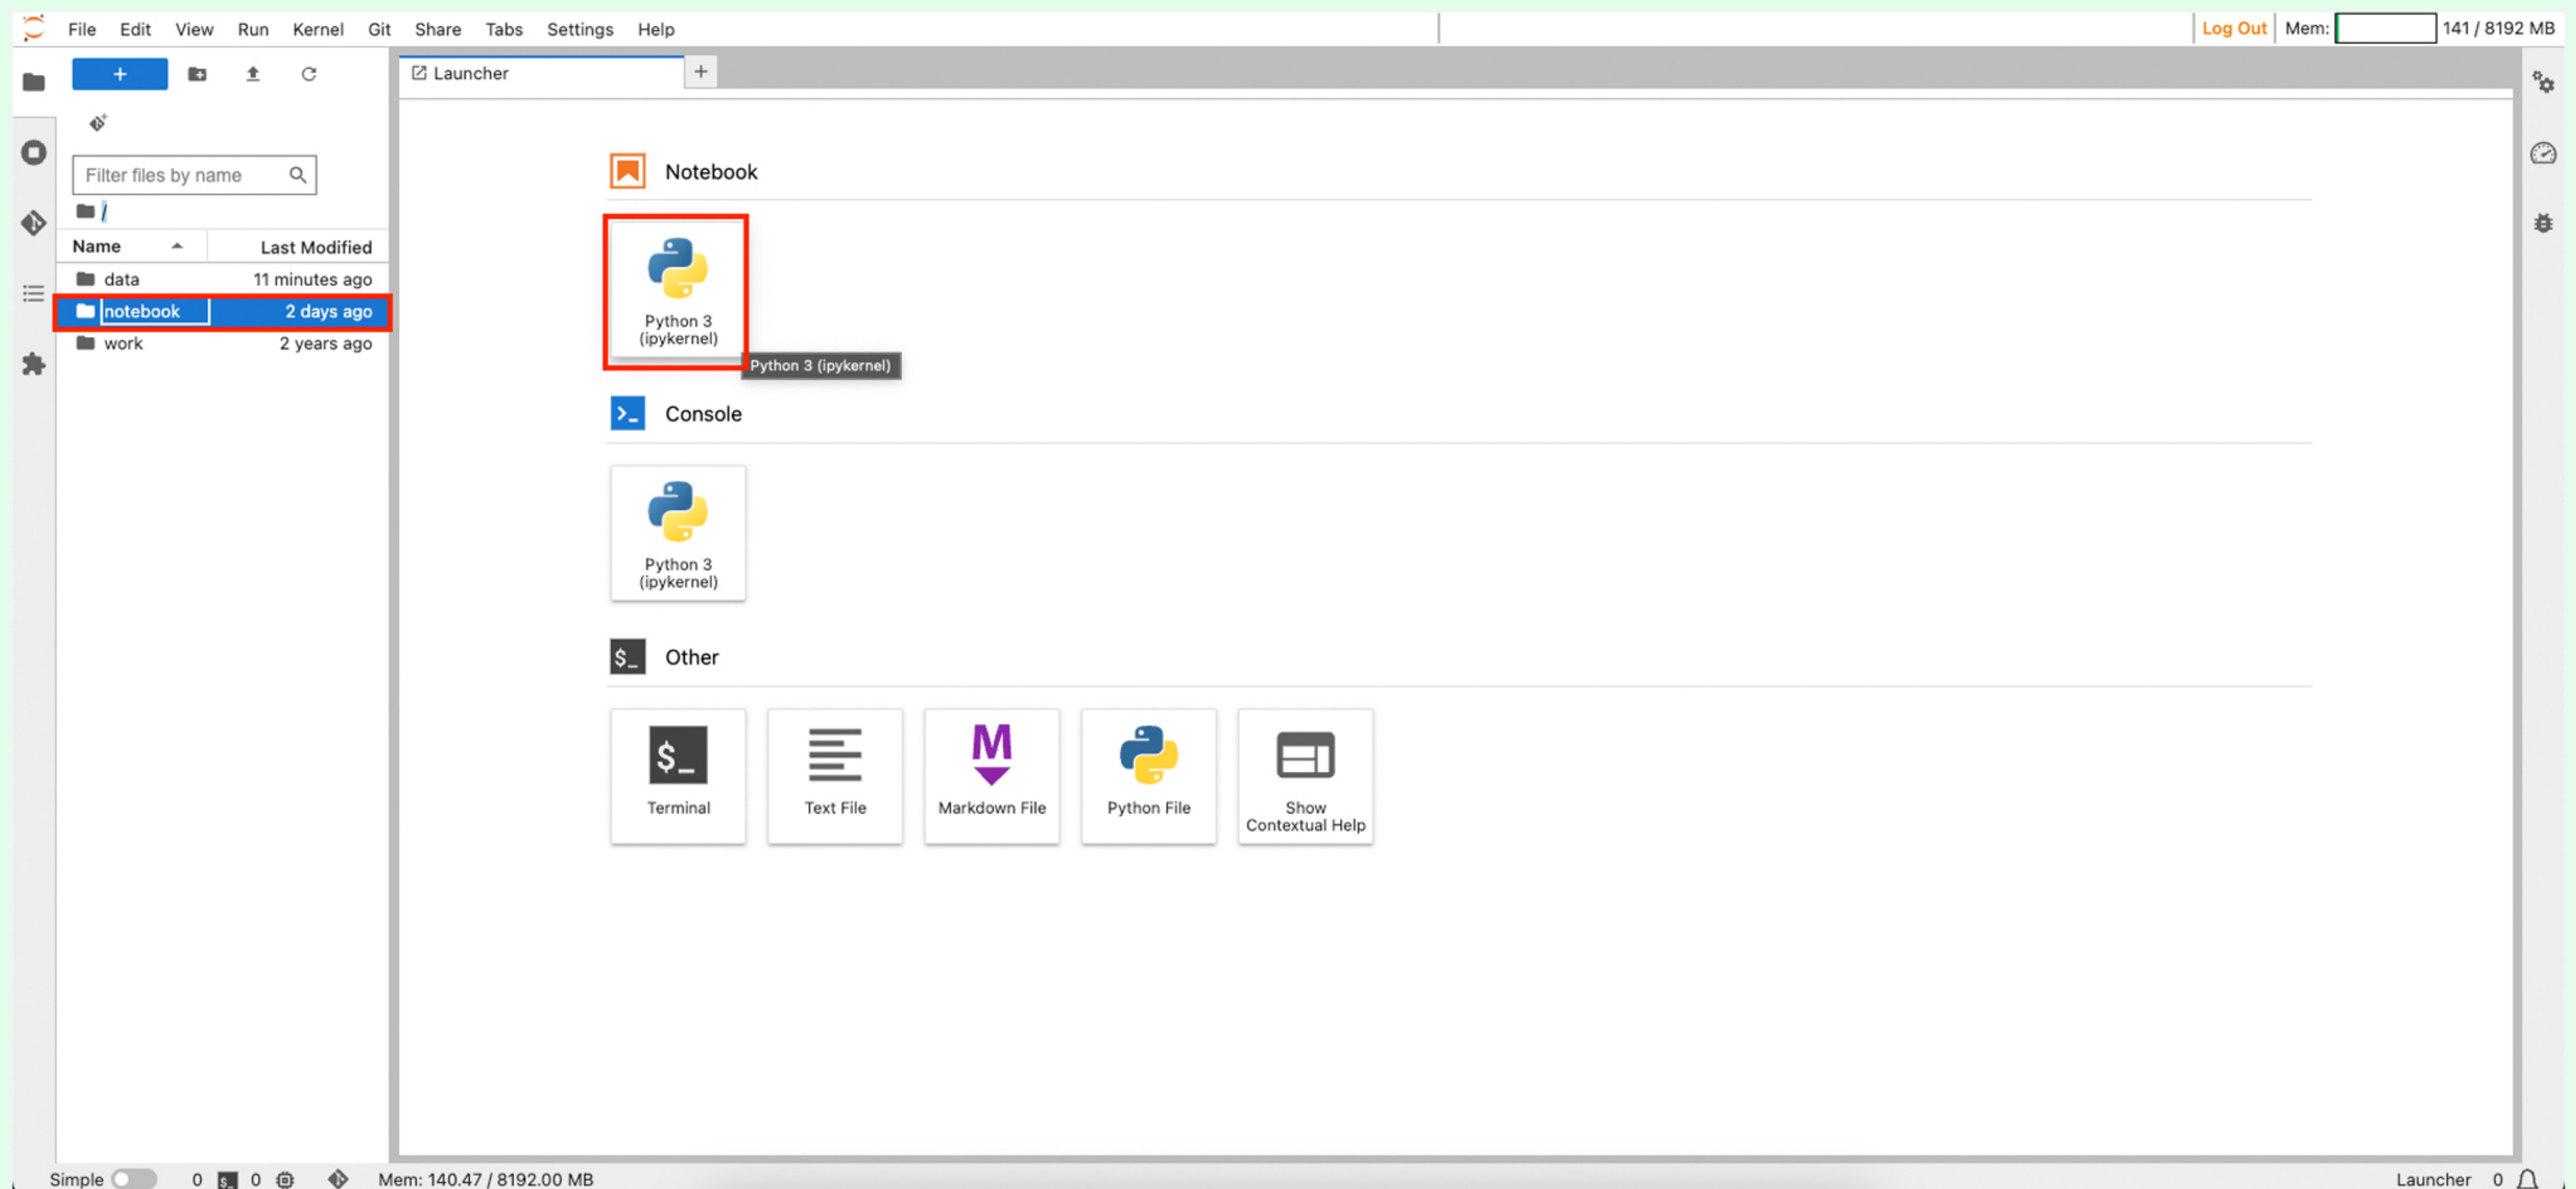 File Edit View Run Kernel Git Share Tabs Settings Help
Log Out Mem: 141 / 8192 MB
+
Launcher +
Filter files by name
/
Name Last Modified
data 11 minutes ago
notebook 2 days ago
work 2 years ago
Notebook
Python 3
(ipykernel)
Python 3 (ipykernel)
Console
Python 3
(ipykernel)
$_ Other
$_
Terminal
Text File
M
Markdown File
Python File
Show
Contextual Help
Simple 0 $_ 0 Mem: 140.47 / 8192.00 MB
Launcher 0